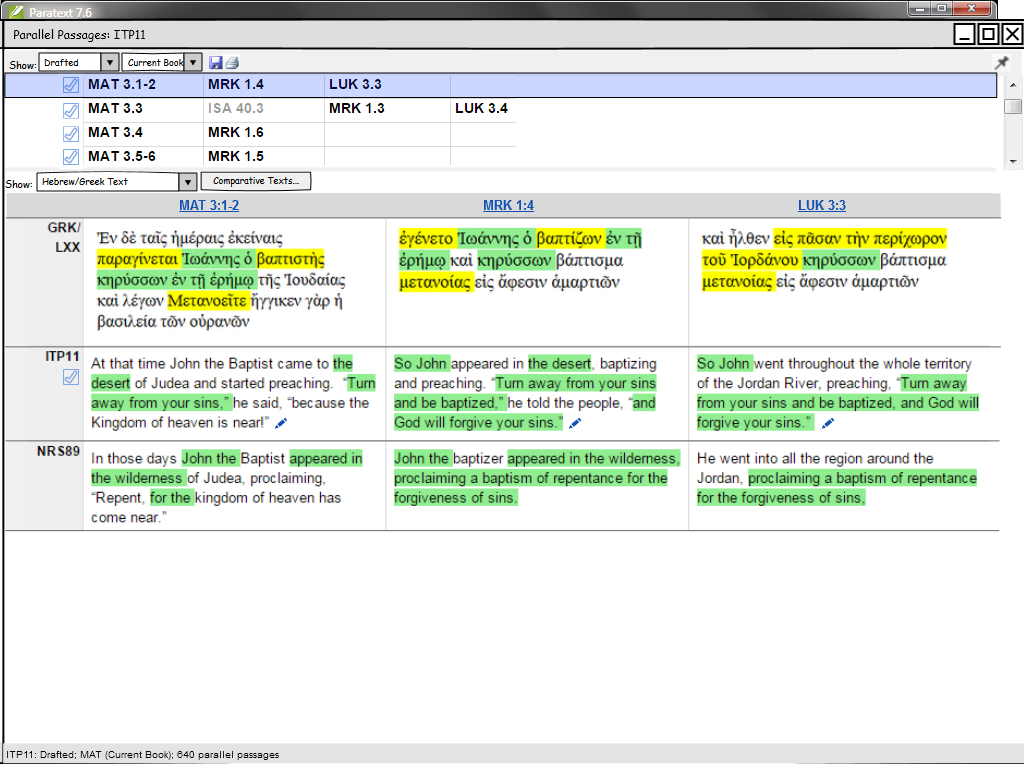 Paratext 7.6
Parallel Passages: ITP11
Show: Drafted Current Book
MAT 3.1-2 MRK 1.4 LUK 3.3
MAT 3.3 ISA 40.3 MRK 1.3 LUK 3.4
MAT 3.4 MRK 1.6
MAT 3.5-6 MRK 1.5
Show: Hebrew/Greek Text Comparative Texts...
MAT 3:1-2 MRK 1:4 LUK 3:3
GRK/
LXX
Ἐν δὲ ταῖς ἡμέραις ἐκείναις
παραγίνεται Ἰωάννης ὁ βαπτιστὴς
κηρύσσων ἐν τῇ ἐρήμῳ τῆς Ἰουδαίας
καὶ λέγων Μετανοεῖτε ἤγγικεν γὰρ ἡ
βασιλεία τῶν οὐρανῶν
ἐγένετο Ἰωάννης ὁ βαπτίζων ἐν τῇ
ἐρήμῳ καὶ κηρύσσων βάπτισμα
μετανοίας εἰς ἄφεσιν ἁμαρτιῶν
καὶ ἦλθεν εἰς πᾶσαν τὴν περίχωρον
τοῦ Ἰορδάνου κηρύσσων βάπτισμα
μετανοίας εἰς ἄφεσιν ἁμαρτιῶν
ITP11
At that time John the Baptist came to the
desert of Judea and started preaching. “Turn
away from your sins,” he said, “because the
Kingdom of heaven is near!”
So John appeared in the desert, baptizing
and preaching. “Turn away from your sins
and be baptized,” he told the people, “and
God will forgive your sins.”
So John went throughout the whole territory
of the Jordan River, preaching, “Turn away
from your sins and be baptized, and God will
forgive your sins.”
NRS89
In those days John the Baptist appeared in
the wilderness of Judea, proclaiming,
“Repent, for the kingdom of heaven has
come near.”
John the baptizer appeared in the wilderness,
proclaiming a baptism of repentance for the
forgiveness of sins.
He went into all the region around the
Jordan, proclaiming a baptism of repentance
for the forgiveness of sins,
ITP11: Drafted; MAT (Current Book); 640 parallel passages